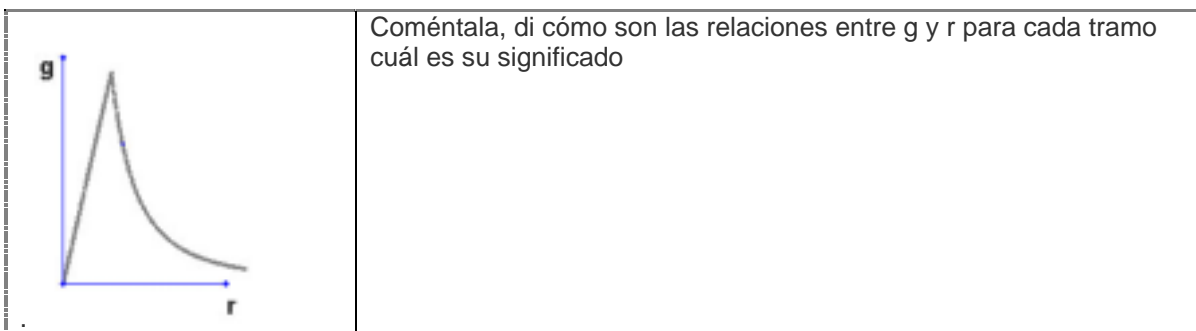 Coméntala, di cómo son las relaciones entre g y r para cada tramo
cuál es su significado
g
r
.